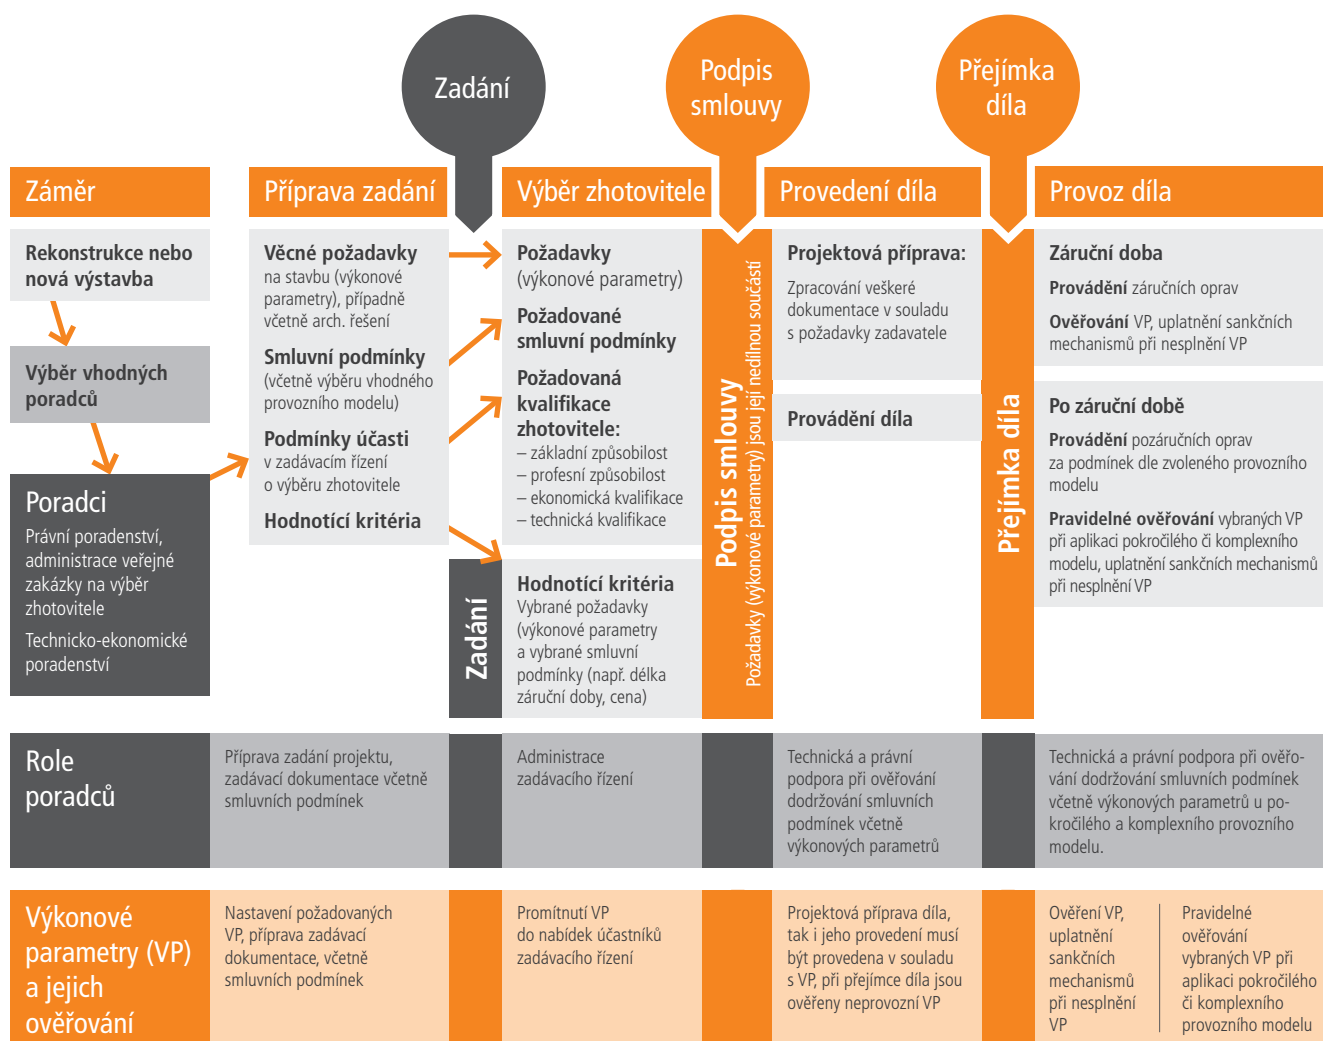 Zadání
Podpis
smlouvy
Přejímka
díla
Záměr
Příprava zadání
Výběr zhotovitele
Provedení díla
Provoz díla
Rekonstrukce nebo
nová výstavba
Výběr vhodných
poradců
Poradci
Právní poradenství,
administrace veřejné
zakázky na výběr
zhotovitele
Technicko-ekonomické
poradenství
Věcné požadavky
na stavbu (výkonové
parametry), případně
včetně arch. řešení
Smluvní podmínky
(včetně výběru vhodného
provozního modelu)
Podmínky účasti
v zadávacím řízení
o výběru zhotovitele
Hodnotící kritéria
Zadání
Požadavky
(výkonové parametry)
Požadované
smluvní podmínky
Požadovaná
kvalifikace
zhotovitele:
– základní způsobilost
– profesní způsobilost
– ekonomická kvalifikace
– technická kvalifikace
Hodnotící kritéria
Vybrané požadavky
(výkonové parametry
a vybrané smluvní
podmínky (např. délka
záruční doby, cena)
Podpis smlouvy
Požadavky (výkonové parametry) jsou její nedílnou součástí
Projektová příprava:
Zpracování veškeré
dokumentace v souladu
s požadavky zadavatele
Provádění díla
Přejímka díla
Záruční doba
Provádění záručních oprav
Ověřování VP, uplatnění sankčních
mechanismů při nesplnění VP
Po záruční době
Provádění pozáručních oprav
za podmínek dle zvoleného provozního
modelu
Pravidelné ověřování vybraných VP
při aplikaci pokročilého či komplexního
modelu, uplatnění sankčních mechanismů
při nesplnění VP
Role
poradců
Příprava zadání projektu,
zadávací dokumentace včetně
smluvních podmínek
Administrace
zadávacího řízení
Technická a právní
podpora při ověřování
dodržování smluvních
podmínek včetně
výkonových parametrů
Technická a právní podpora při ověřo-
vání dodržování smluvních podmínek
včetně výkonových parametrů u po-
kročilého a komplexního provozního
modelu.
Výkonové
parametry (VP)
a jejich
ověřování
Nastavení požadovaných
VP, příprava zadávací
dokumentace, včetně
smluvních podmínek
Promítnutí VP
do nabídek účastníků
zadávacího řízení
Projektová příprava díla,
tak i jeho provedení musí
být provedena v souladu
s VP, při přejímce díla jsou
ověřeny neprovozní VP
Ověření VP,
uplatnění
sankčních
mechanismů
při nesplnění
VP
Pravidelné
ověřování
vybraných VP při
aplikaci pokročilého
či komplexního
provozního modelu